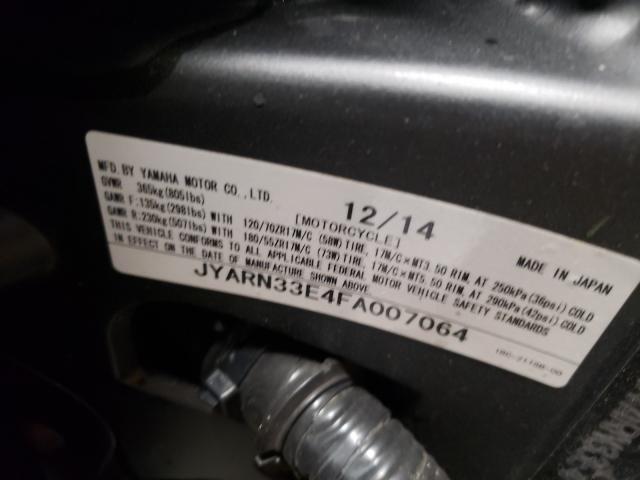 MFD. BY YAMAHA MOTOR CO., LTD. 12/14
GVWR 365kg(805lbs) [MOTORCYCLE] MADE IN JAPAN
GAWR F: 135kg(298lbs) WITH 120/70ZR17M/C (58W) TIRE, 17M/C×MT3.50 RIM, AT 250kPa(36psi) COLD
GAWR R: 230kg(507lbs) WITH 180/55ZR17M/C (73W) TIRE, 17M/C×MT5.50 RIM, AT 290kPa(42psi) COLD
THIS VEHICLE CONFORMS TO ALL APPLICABLE FEDERAL MOTOR VEHICLE SAFETY STANDARDS
IN EFFECT ON THE DATE OF MANUFACTURE SHOWN ABOVE
JYARN33E4FA007064